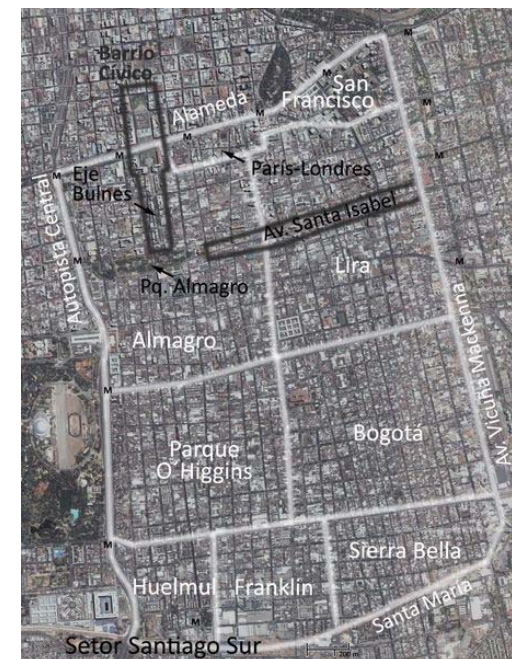 Barrio
Cívico
M
Alameda
M
San
Francisco
M
M
M
M
M
Eje
Bulnes
París-Londres
M
Autopista Central
Av. Santa Isabel
Lira
Pq. Almagro
M
Almagro
Av. Vicuña Mackenna
M
Parque
O´Higgins
Bogotá
M
M
Sierra Bella
Huelmul
Franklin
Santa María
M
Setor Santiago Sur
200 m